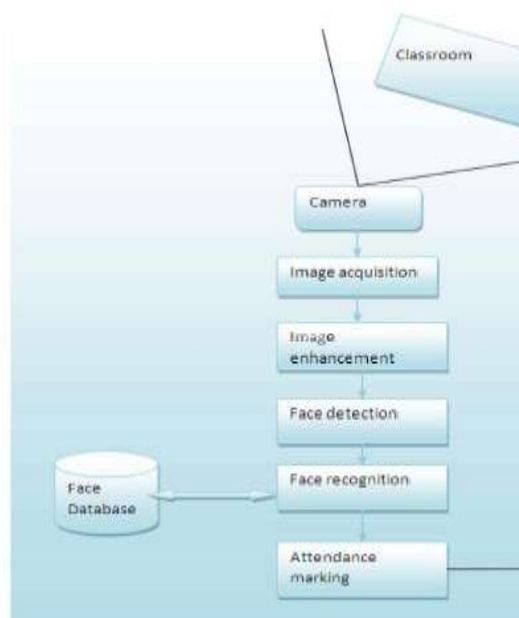 Classroom
Camera
Image acquisition
Image
enhancement
Face detection
Face recognition
Face
Database
Attendance
marking